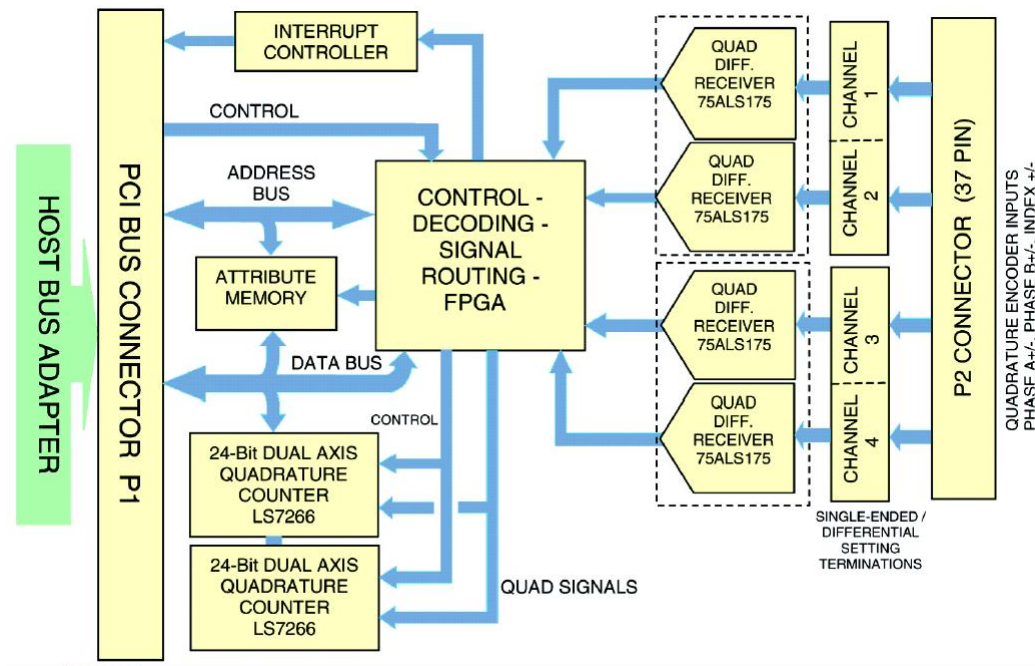 HOST BUS ADAPTER
PCI BUS CONNECTOR P1
INTERRUPT
CONTROLLER
CONTROL
ADDRESS
BUS
ATTRIBUTE
MEMORY
DATA BUS
CONTROL
24-Bit DUAL AXIS
QUADRATURE
COUNTER
LS7266
24-Bit DUAL AXIS
QUADRATURE
COUNTER
LS7266
QUAD SIGNALS
CONTROL -
DECODING -
SIGNAL
ROUTING -
FPGA
QUAD
DIFF.
RECEIVER
75ALS175
QUAD
DIFF.
RECEIVER
75ALS175
QUAD
DIFF.
RECEIVER
75ALS175
QUAD
DIFF.
RECEIVER
75ALS175
CHANNEL
1
CHANNEL
2
CHANNEL
3
CHANNEL
4
SINGLE-ENDED /
DIFFERENTIAL
SETTING
TERMINATIONS
P2 CONNECTOR (37 PIN)
QUADRATURE ENCODER INPUTS
PHASE A+/-, PHASE B+/-, INDEX +/-